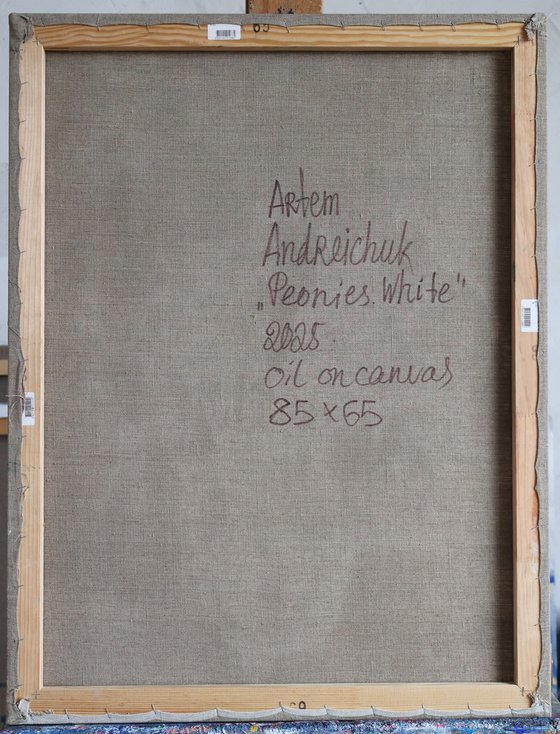 Artem
Andreichuk
„Peonies. White"
2025.
oil on canvas
85×65